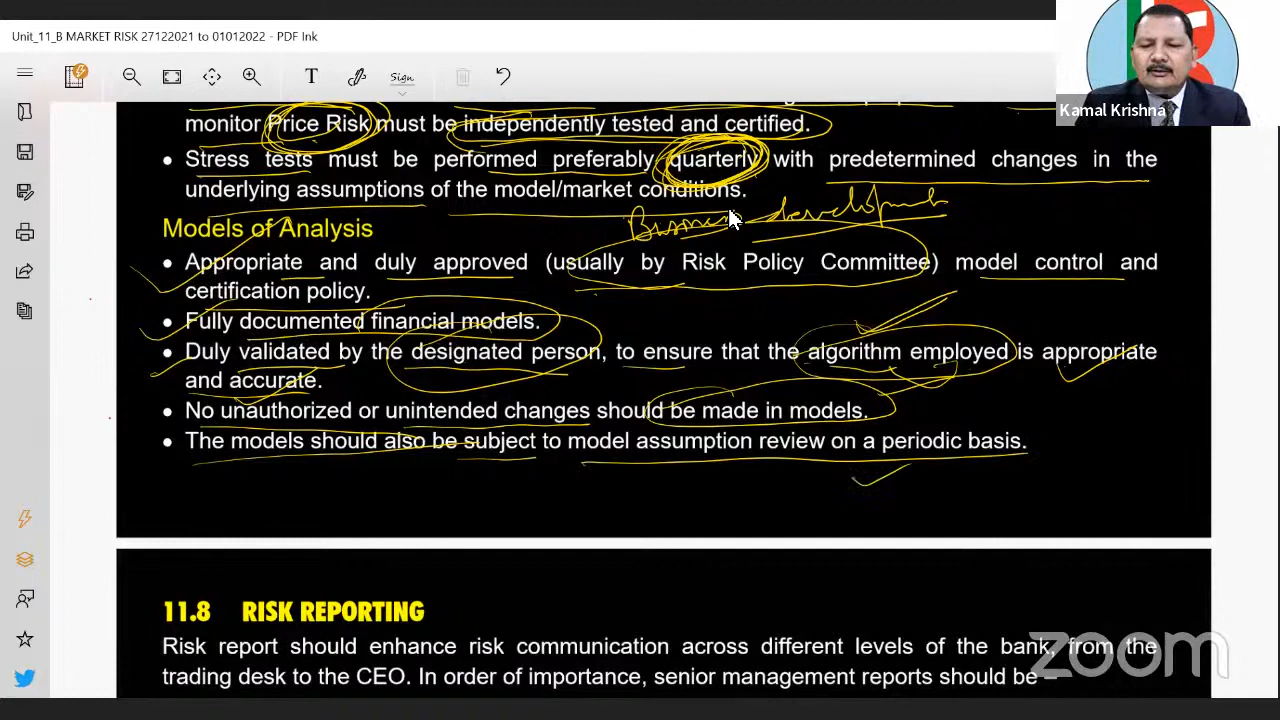 Unit_11_B MARKET RISK 27122021 to 01012022 - PDF Ink
T
Sign
Kamal Krishna
monitor Price Risk must be independently tested and certified.
• Stress tests must be performed preferably quarterly with predetermined changes in the
underlying assumptions of the model/market conditions.
Business development
Models of Analysis
• Appropriate and duly approved (usually by Risk Policy Committee) model control and
certification policy.
• Fully documented financial models.
• Duly validated by the designated person, to ensure that the algorithm employed is appropriate
and accurate.
• No unauthorized or unintended changes should be made in models.
• The models should also be subject to model assumption review on a periodic basis.
11.8 RISK REPORTING
Risk report should enhance risk communication across different levels of the bank, from the
trading desk to the CEO. In order of importance, senior management reports should be –
zoom